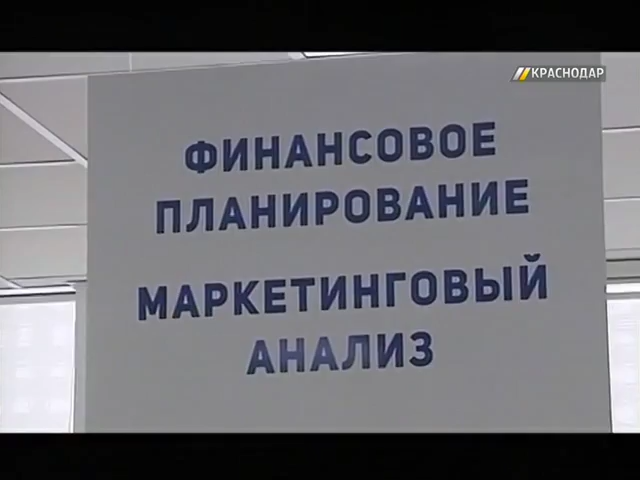 КРАСНОДАР
ФИНАНСОВОЕ
ПЛАНИРОВАНИЕ
МАРКЕТИНГОВЫЙ
АНАЛИЗ